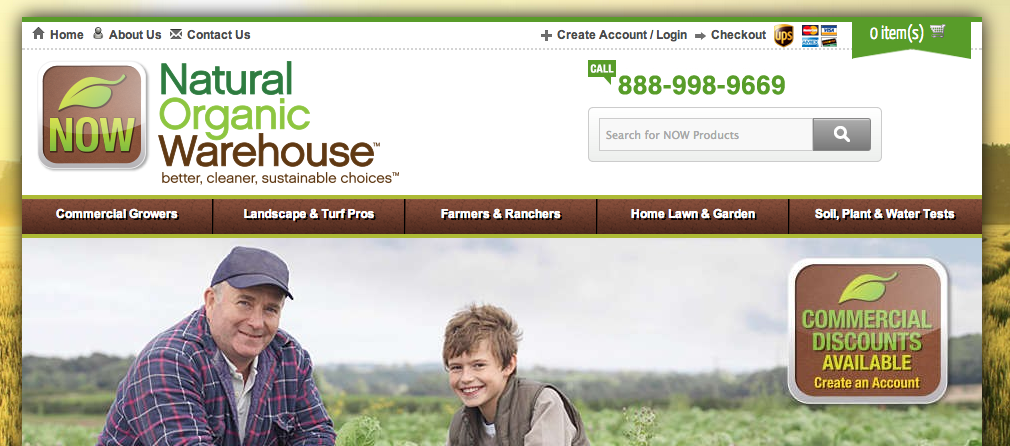 Home About Us Contact Us Create Account / Login Checkout ups 0 item(s)
NOW
Natural
Organic
Warehouse™
better, cleaner, sustainable choices™
CALL
888-998-9669
Search for NOW Products
Commercial Growers Landscape & Turf Pros Farmers & Ranchers Home Lawn & Garden Soil, Plant & Water Tests
COMMERCIAL
DISCOUNTS
AVAILABLE
Create an Account